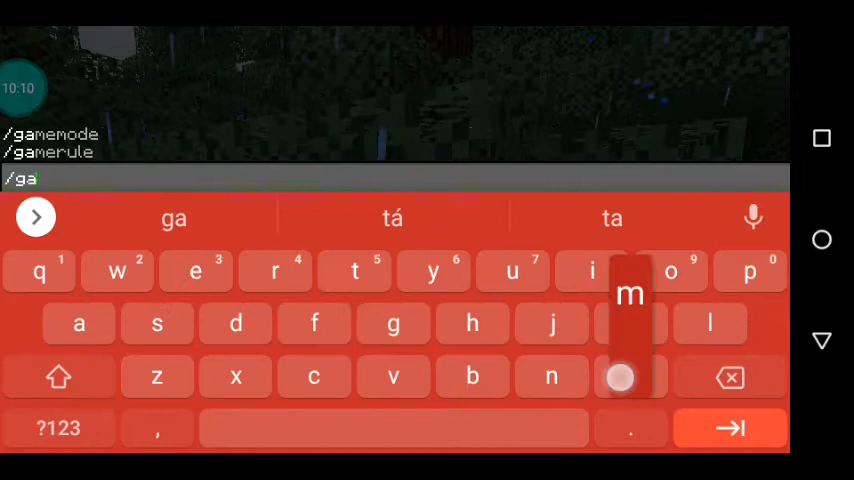 10:10
/gamemode
/gamerule
/ga
ga tá ta
q 1 w 2 e 3 r 4 t 5 y 6 u 7 i o 9 p 0
m
a s d f g h j l
z x c v b n
?123 , .